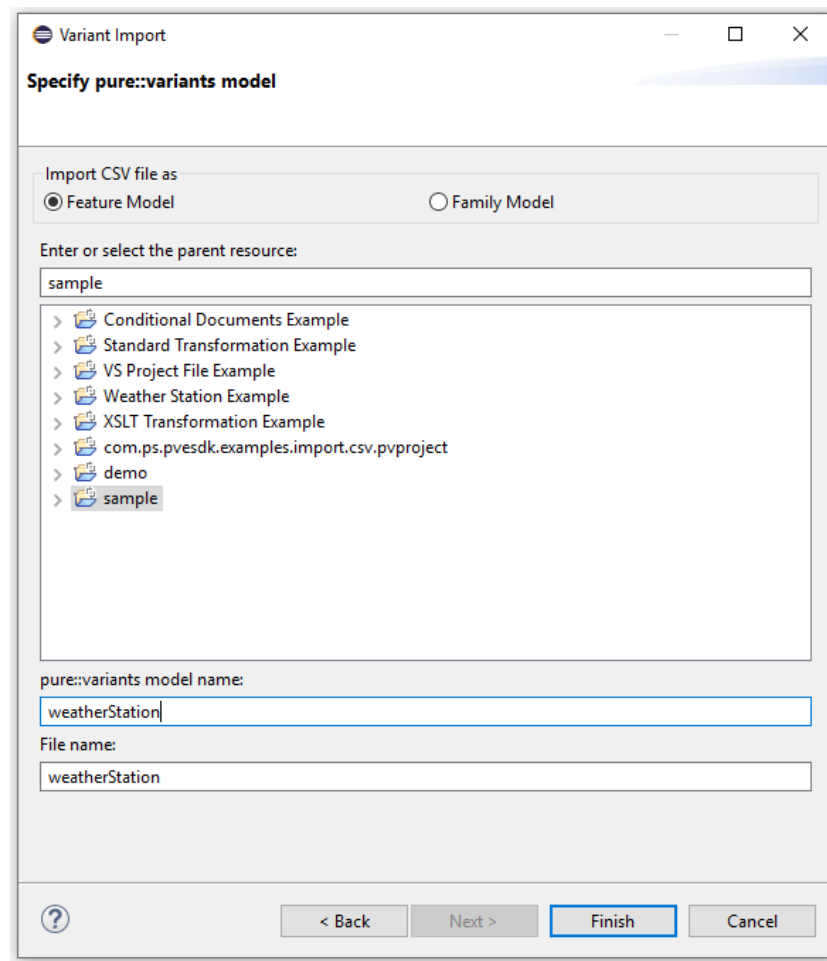 Variant Import
Specify pure::variants model
Import CSV file as
Feature Model Family Model
Enter or select the parent resource:
sample
Conditional Documents Example
Standard Transformation Example
VS Project File Example
Weather Station Example
XSLT Transformation Example
com.ps.pvesdk.examples.import.csv.pvproject
demo
sample
pure::variants model name:
weatherStation
File name:
weatherStation
? < Back Next > Finish Cancel